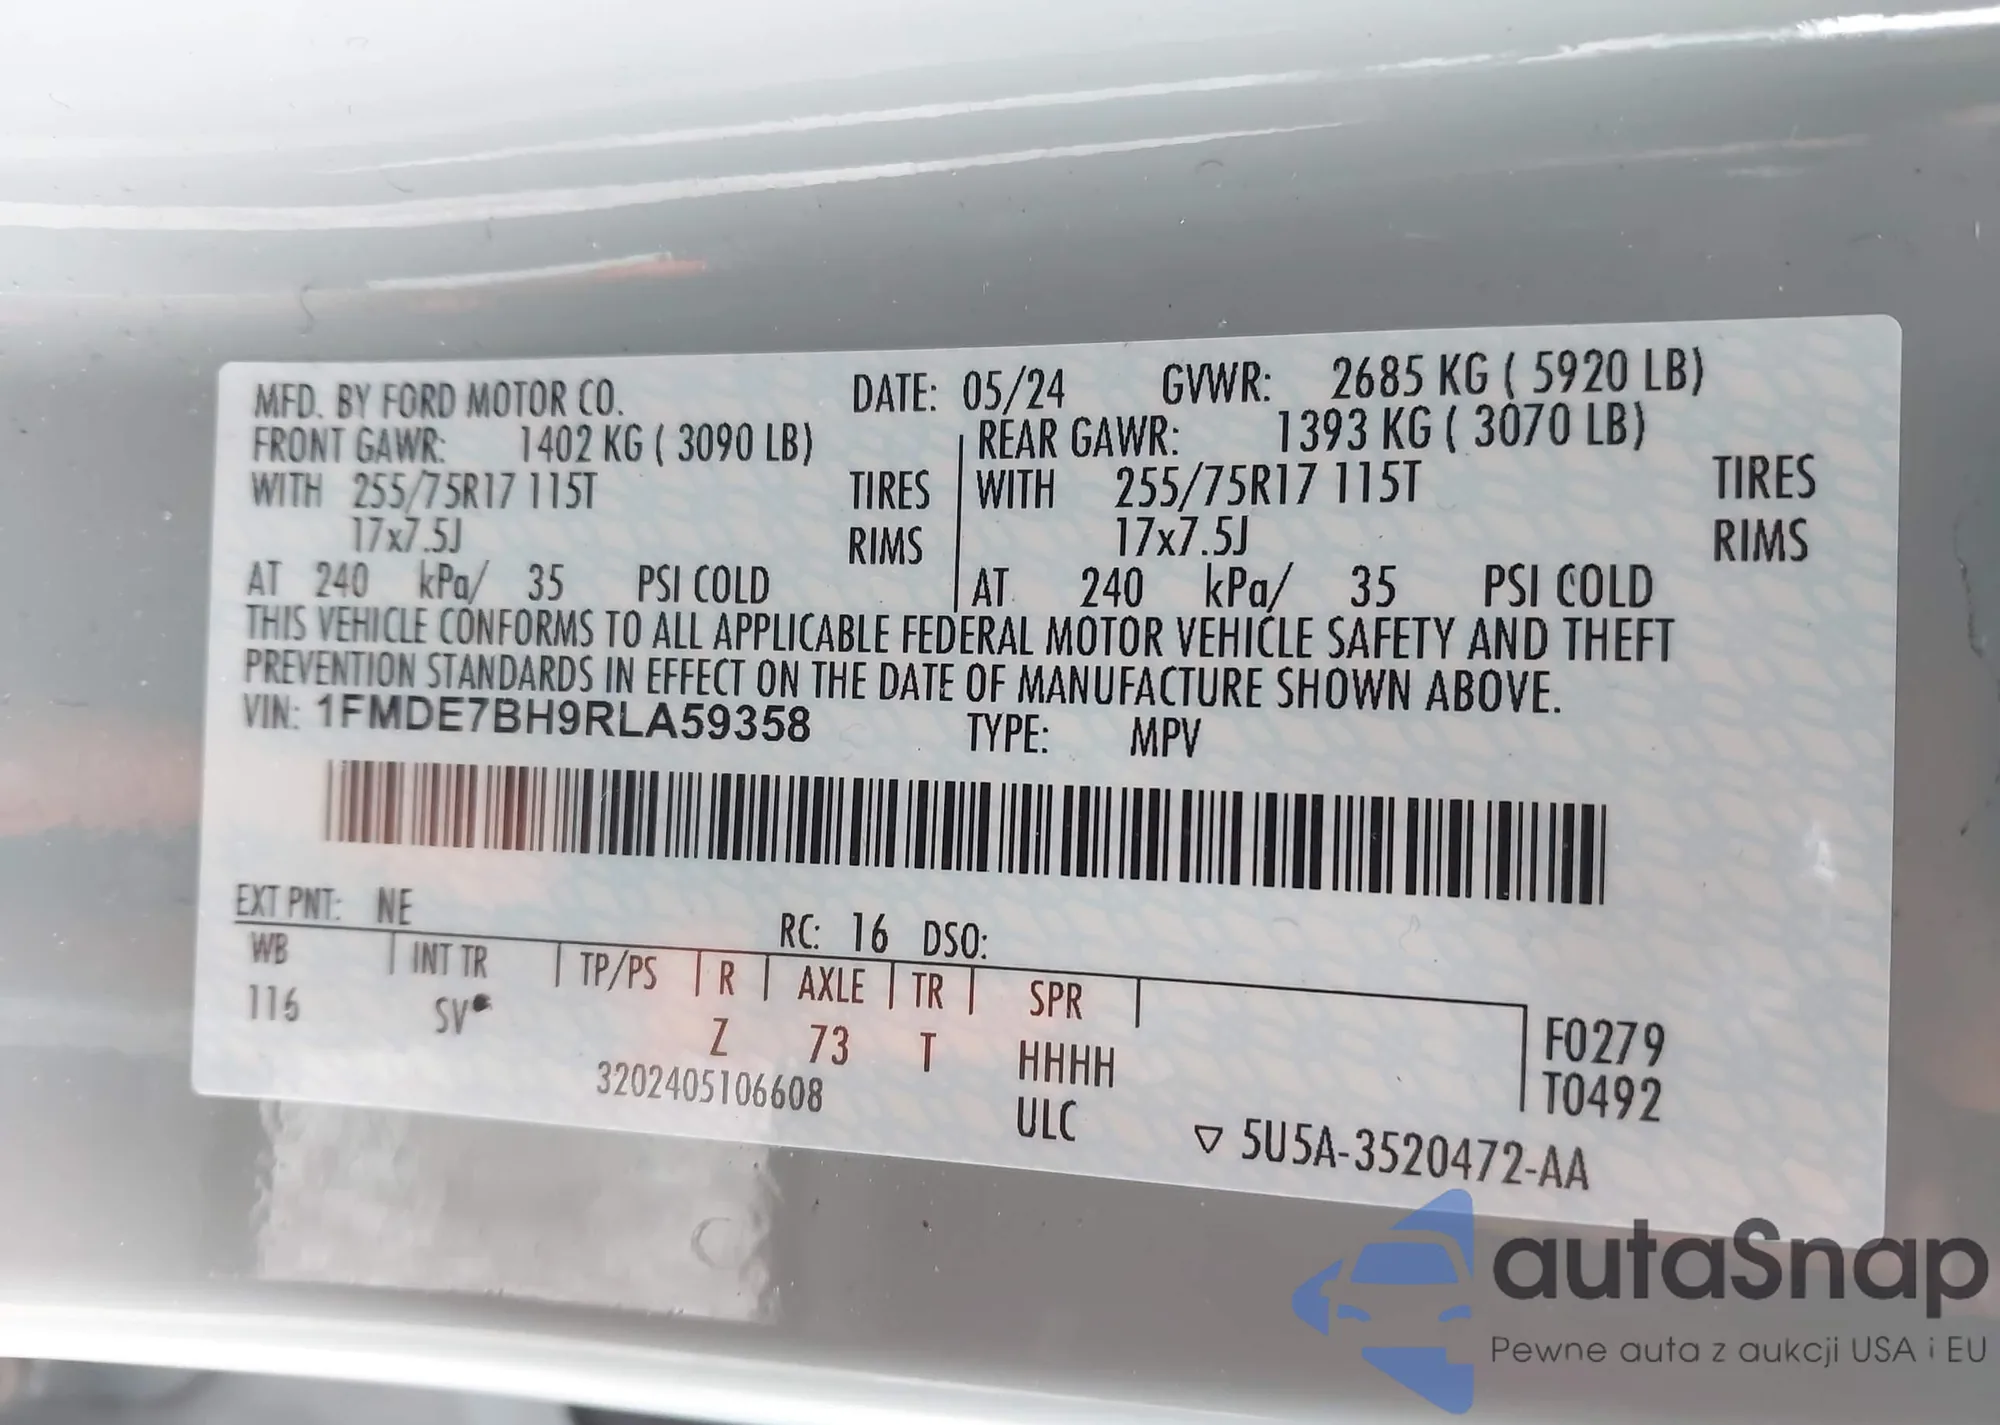 MFD. BY FORD MOTOR CO. DATE: 05/24 GVWR: 2685 KG ( 5920 LB)
FRONT GAWR: 1402 KG ( 3090 LB) REAR GAWR: 1393 KG ( 3070 LB)
WITH 255/75R17 115T TIRES WITH 255/75R17 115T TIRES
17x7.5J RIMS 17x7.5J RIMS
AT 240 kPa/ 35 PSI COLD AT 240 kPa/ 35 PSI COLD
THIS VEHICLE CONFORMS TO ALL APPLICABLE FEDERAL MOTOR VEHICLE SAFETY AND THEFT
PREVENTION STANDARDS IN EFFECT ON THE DATE OF MANUFACTURE SHOWN ABOVE.
VIN: 1FMDE7BH9RLA59358 TYPE: MPV
EXT PNT: NE RC: 16 DSO:
WB INT TR TP/PS R AXLE TR SPR
116 SV* Z 73 T HHHH F0279
3202405106608 ULC T0492
▽ 5U5A-3520472-AA
autaSnap
Pewne auta z aukcji USA i EU